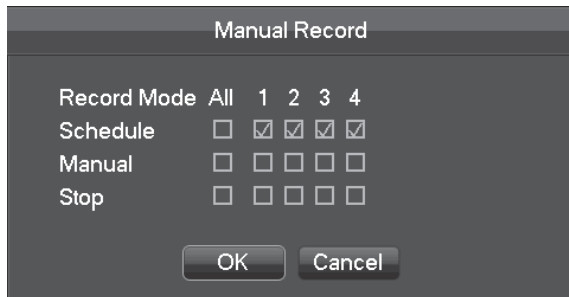 Manual Record
Record Mode All 1 2 3 4
Schedule
Manual
Stop
OK Cancel